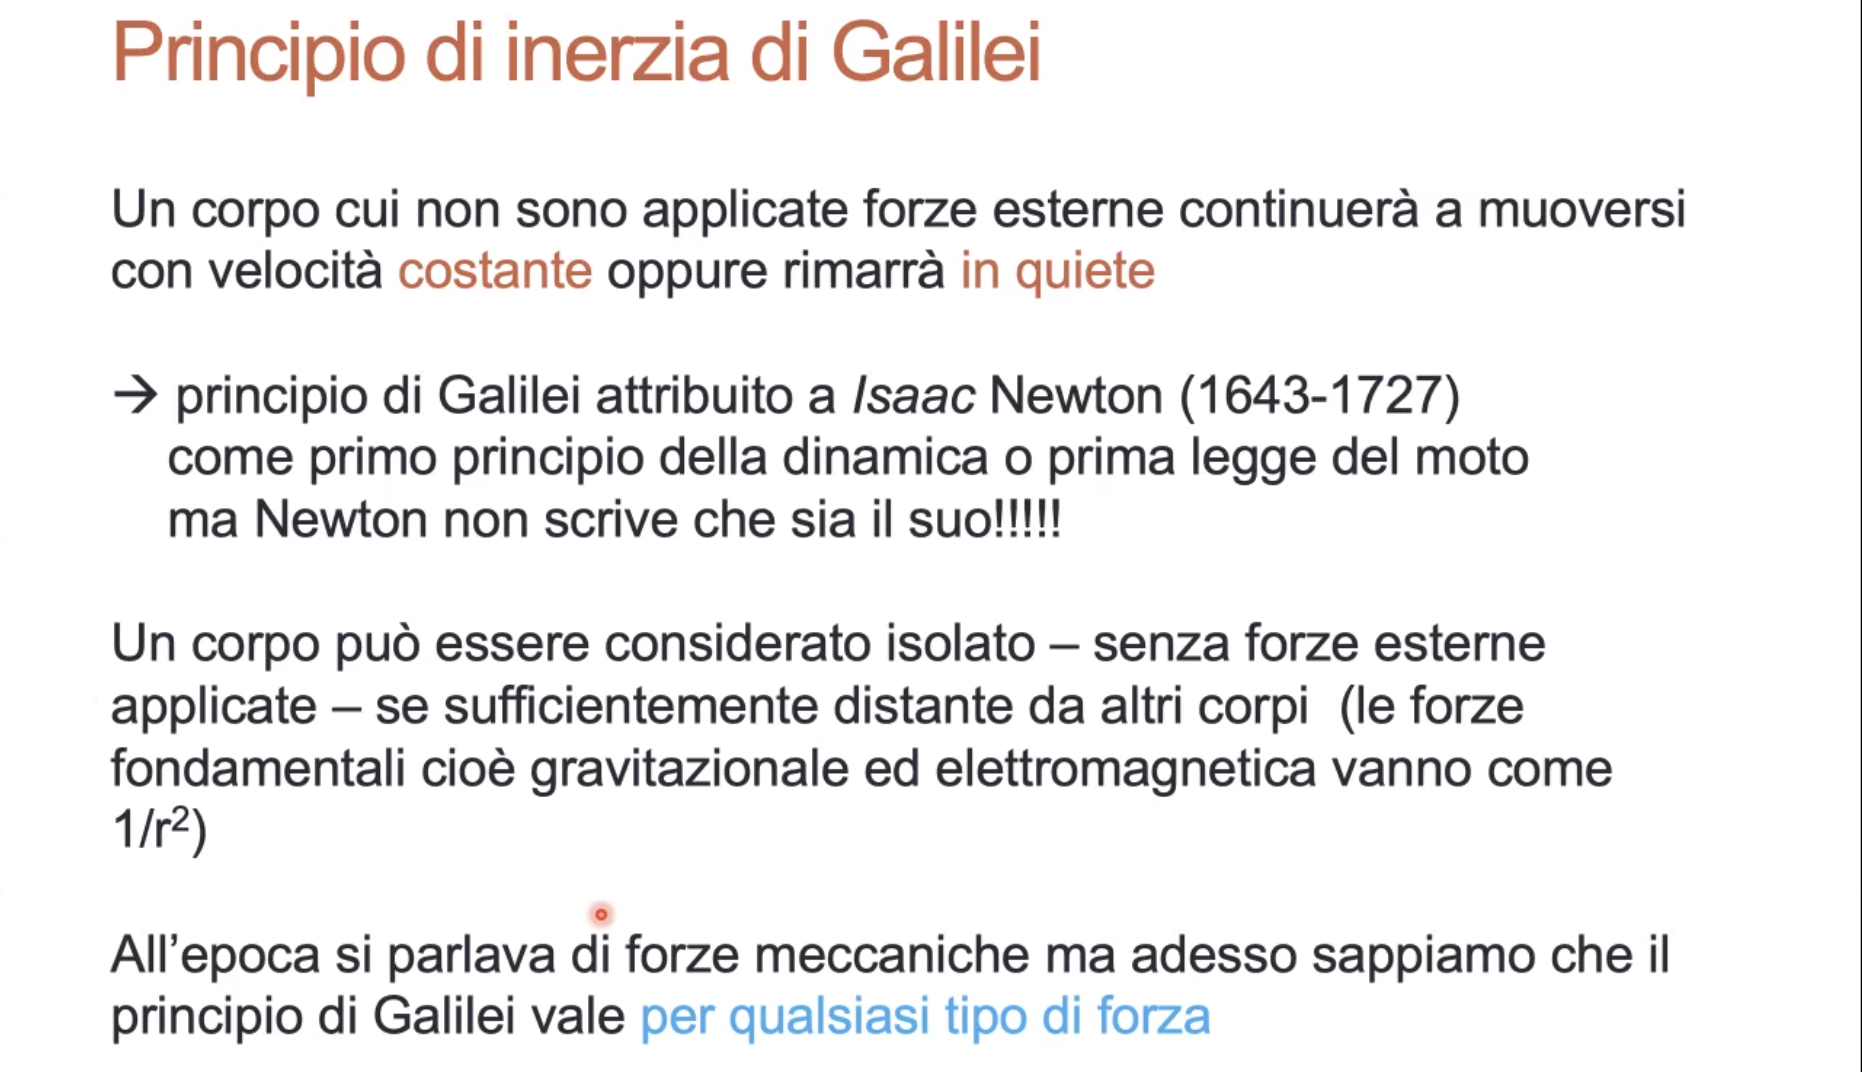 Principio di inerzia di Galilei
Un corpo cui non sono applicate forze esterne continuerà a muoversi
con velocità costante oppure rimarrà in quiete
→ principio di Galilei attribuito a Isaac Newton (1643-1727)
come primo principio della dinamica o prima legge del moto
ma Newton non scrive che sia il suo!!!!!
Un corpo può essere considerato isolato – senza forze esterne
applicate – se sufficientemente distante da altri corpi (le forze
fondamentali cioè gravitazionale ed elettromagnetica vanno come
1/r²)
All’epoca si parlava di forze meccaniche ma adesso sappiamo che il
principio di Galilei vale per qualsiasi tipo di forza